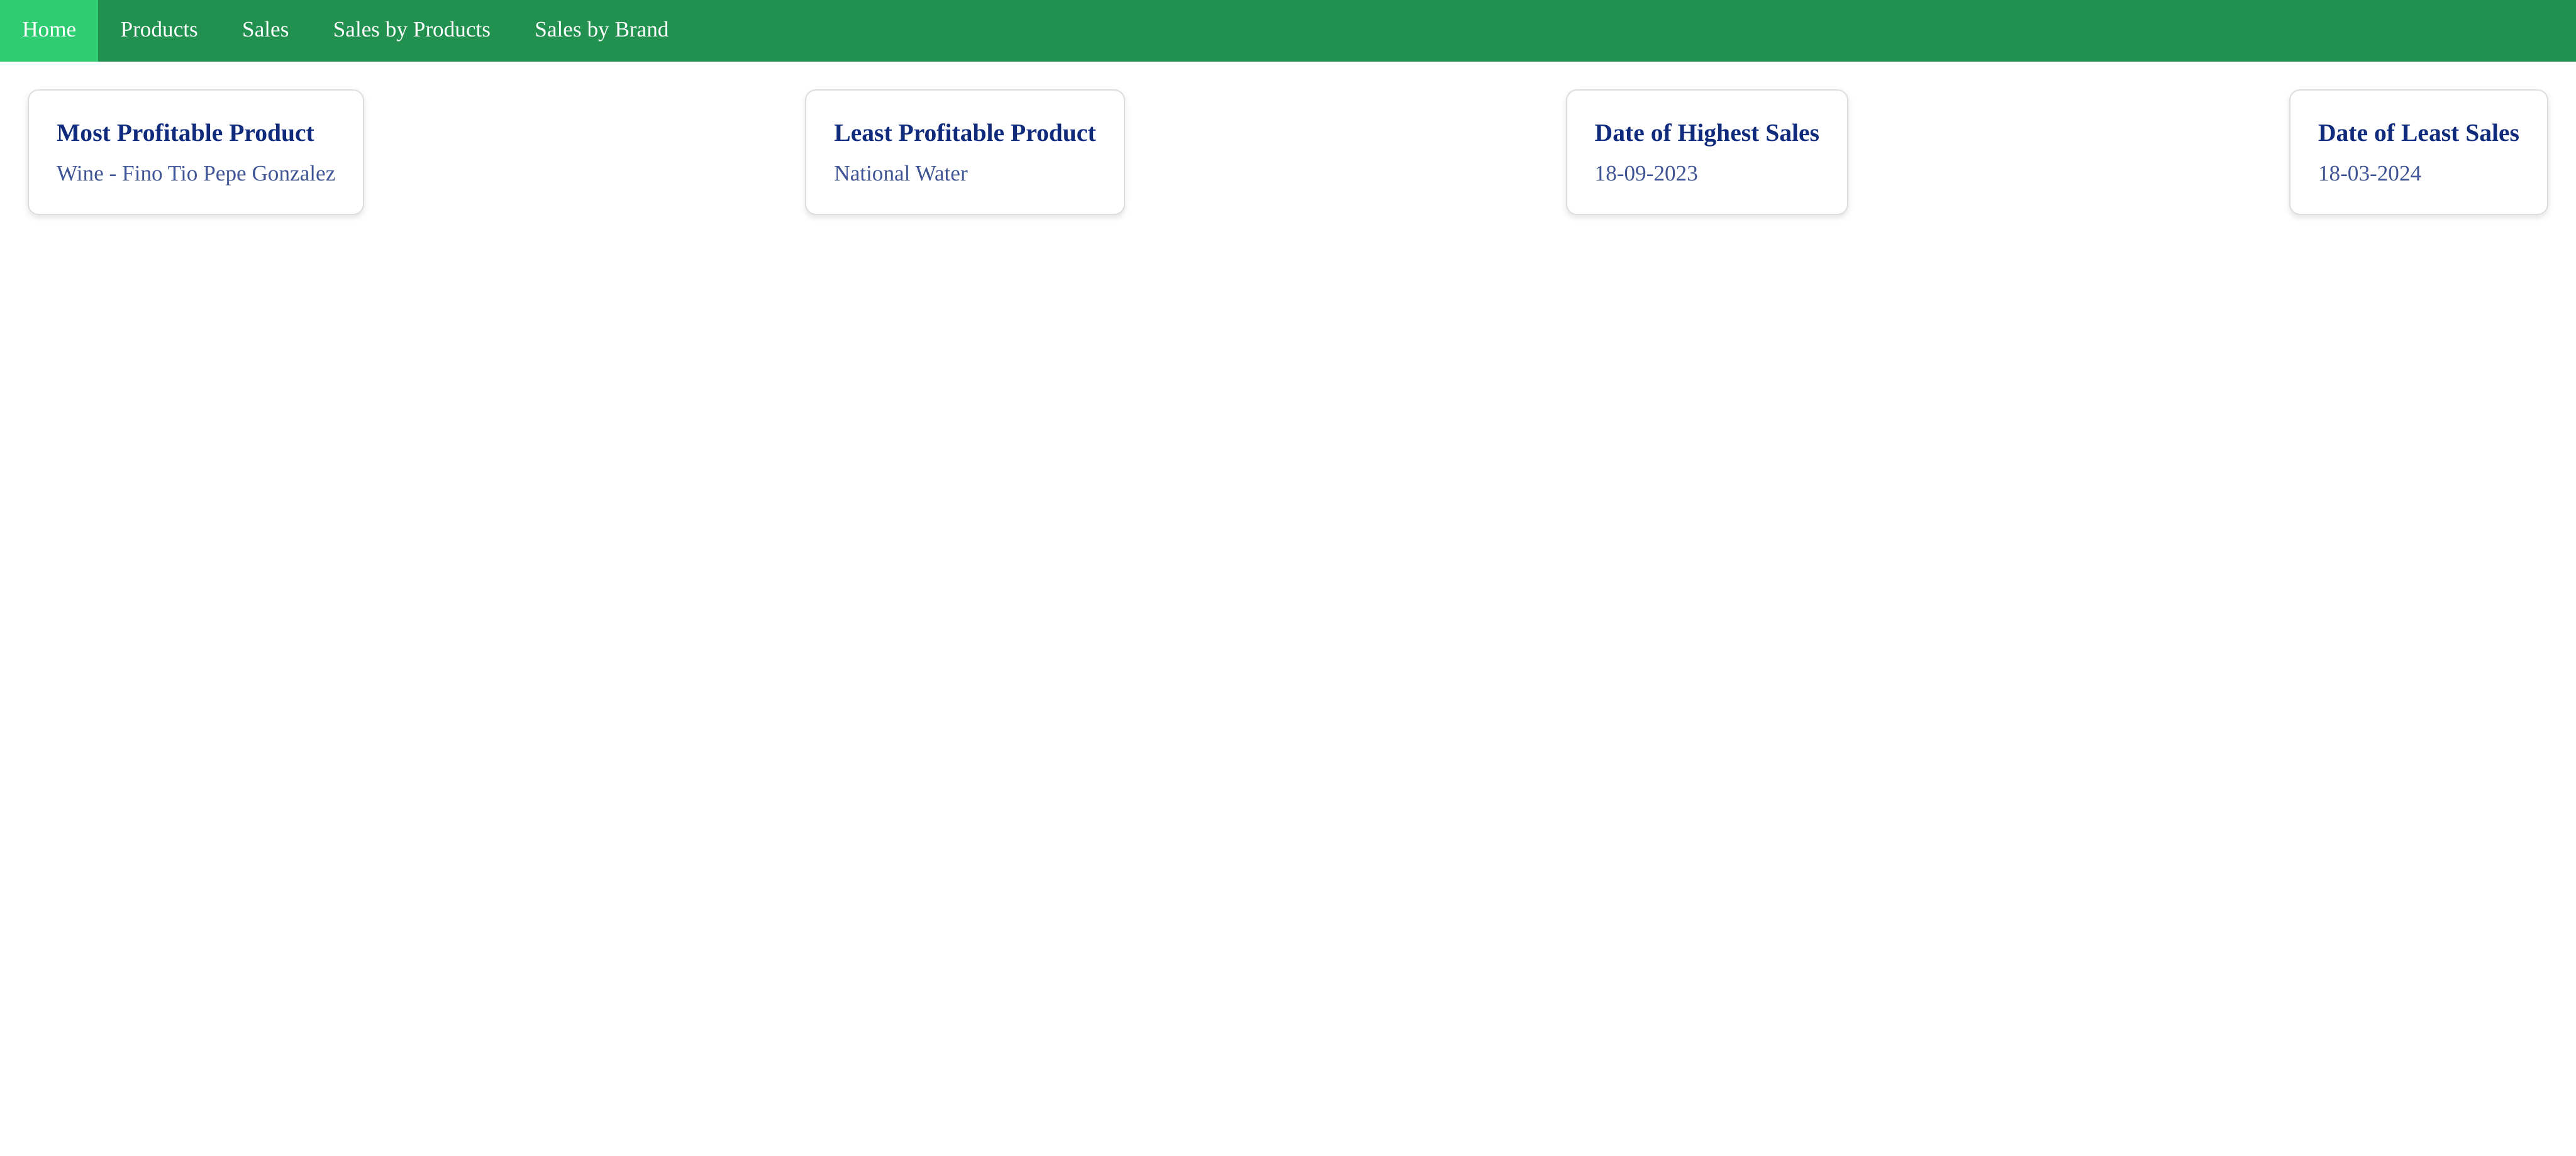 Home Products Sales Sales by Products Sales by Brand
Most Profitable Product
Wine - Fino Tio Pepe Gonzalez
Least Profitable Product
National Water
Date of Highest Sales
18-09-2023
Date of Least Sales
18-03-2024